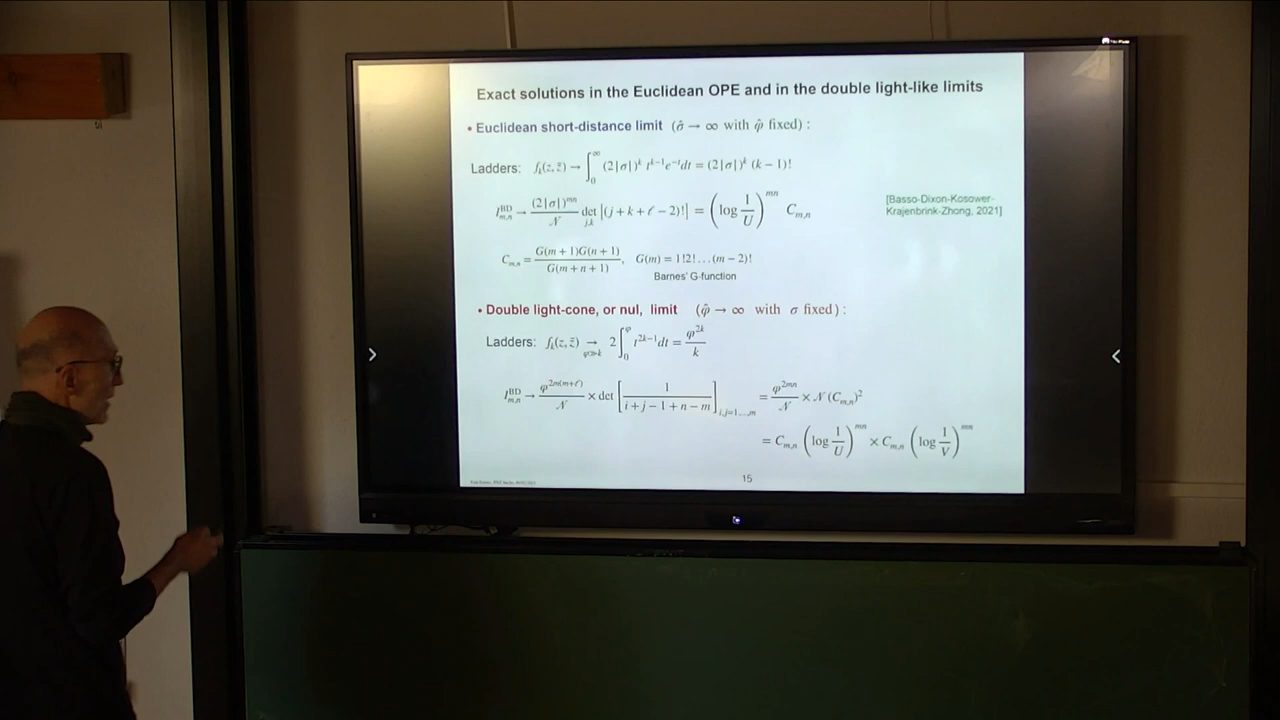 Exact solutions in the Euclidean OPE and in the double light-like limits
• Euclidean short-distance limit (σ̂ → ∞ with φ̂ fixed) :
Ladders: f_k(z, z̄) → ∫_0^∞ (2|σ|)^k t^{k−1} e^{−t} dt = (2|σ|)^k (k − 1)!
I^{BD}_{m,n} → (2|σ|)^{mn} / 𝒩 det_{j,k} |(j + k + ℓ − 2)!| = (log 1/U)^{mn} C_{m,n}
[Basso-Dixon-Kosower-
Krajenbrink-Zhong, 2021]
C_{m,n} = G(m + 1)G(n + 1) / G(m + n + 1), G(m) = 1!2!…(m − 2)!
Barnes' G-function
• Double light-cone, or nul, limit (φ̂ → ∞ with σ fixed) :
Ladders: f_k(z, z̄) →_{φ≫k} 2 ∫_0^φ t^{2k−1} dt = φ^{2k} / k
I^{BD}_{m,n} → φ^{2m(m+ℓ)} / 𝒩 × det [ 1 / (i + j − 1 + n − m) ]_{i,j=1,…,m} = φ^{2mn} / 𝒩 × 𝒩 (C_{m,n})^2
= C_{m,n} (log 1/U)^{mn} × C_{m,n} (log 1/V)^{mn}
15